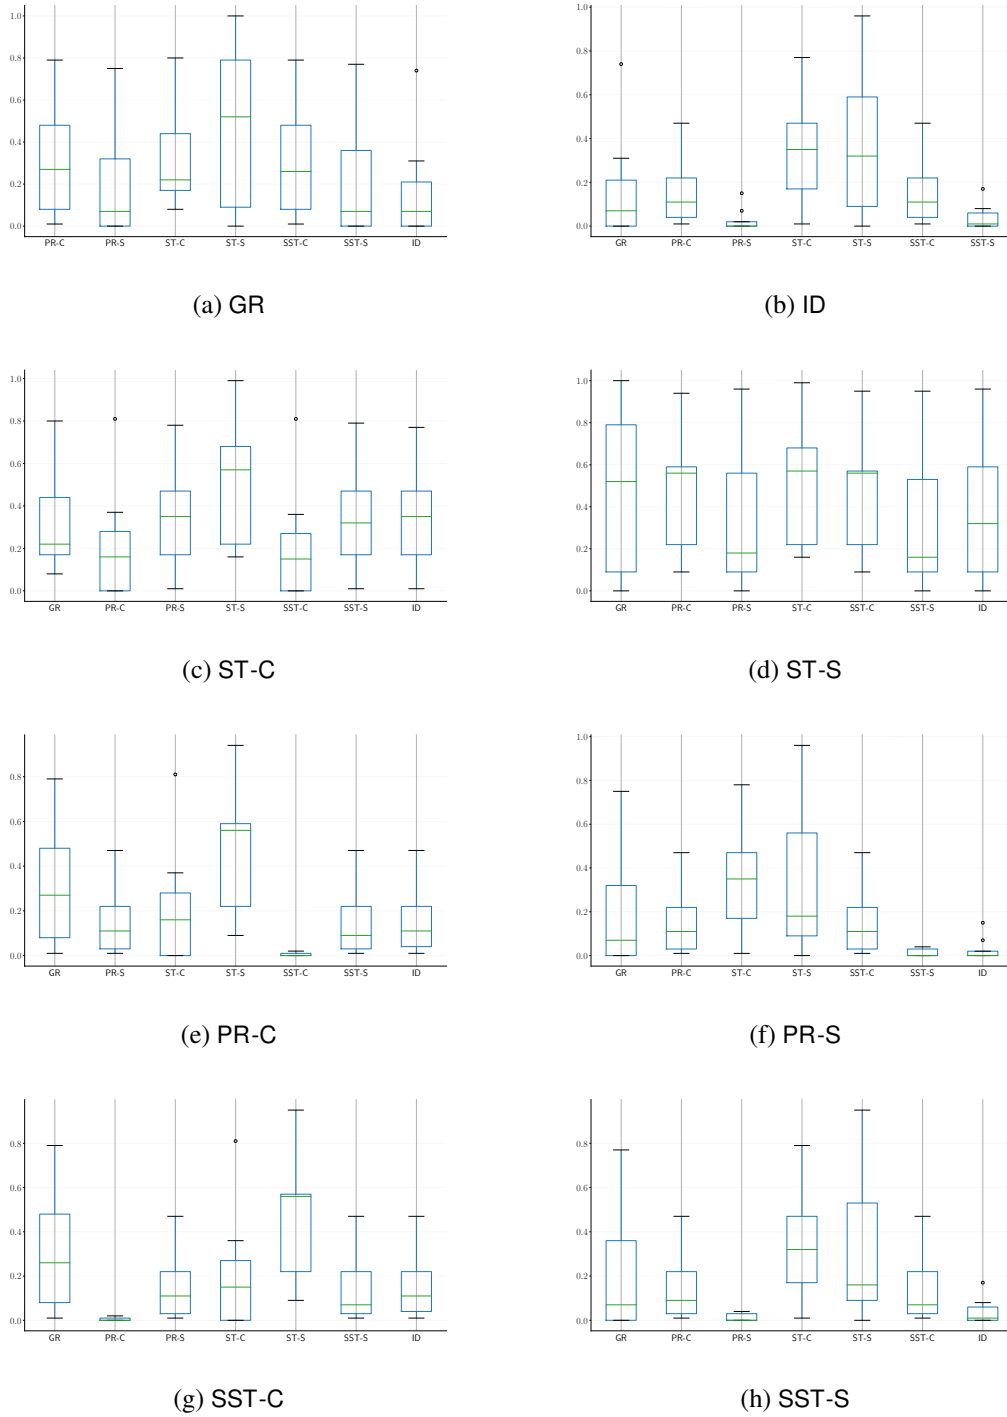 1.0
0.8
0.6
0.4
0.2
0.0
PR-C PR-S ST-C ST-S SST-C SST-S ID
(a) GR
1.0
0.8
0.6
0.4
0.2
0.0
GR PR-C PR-S ST-C ST-S SST-C SST-S
(b) ID
1.0
0.8
0.6
0.4
0.2
0.0
GR PR-C PR-S ST-S SST-C SST-S ID
(c) ST-C
1.0
0.8
0.6
0.4
0.2
0.0
GR PR-C PR-S ST-C SST-C SST-S ID
(d) ST-S
0.8
0.6
0.4
0.2
0.0
GR PR-S ST-C ST-S SST-C SST-S ID
(e) PR-C
1.0
0.8
0.6
0.4
0.2
0.0
GR PR-C ST-C ST-S SST-C SST-S ID
(f) PR-S
0.8
0.6
0.4
0.2
0.0
GR PR-C PR-S ST-C ST-S SST-S ID
(g) SST-C
0.8
0.6
0.4
0.2
0.0
GR PR-C PR-S ST-C ST-S SST-C ID
(h) SST-S